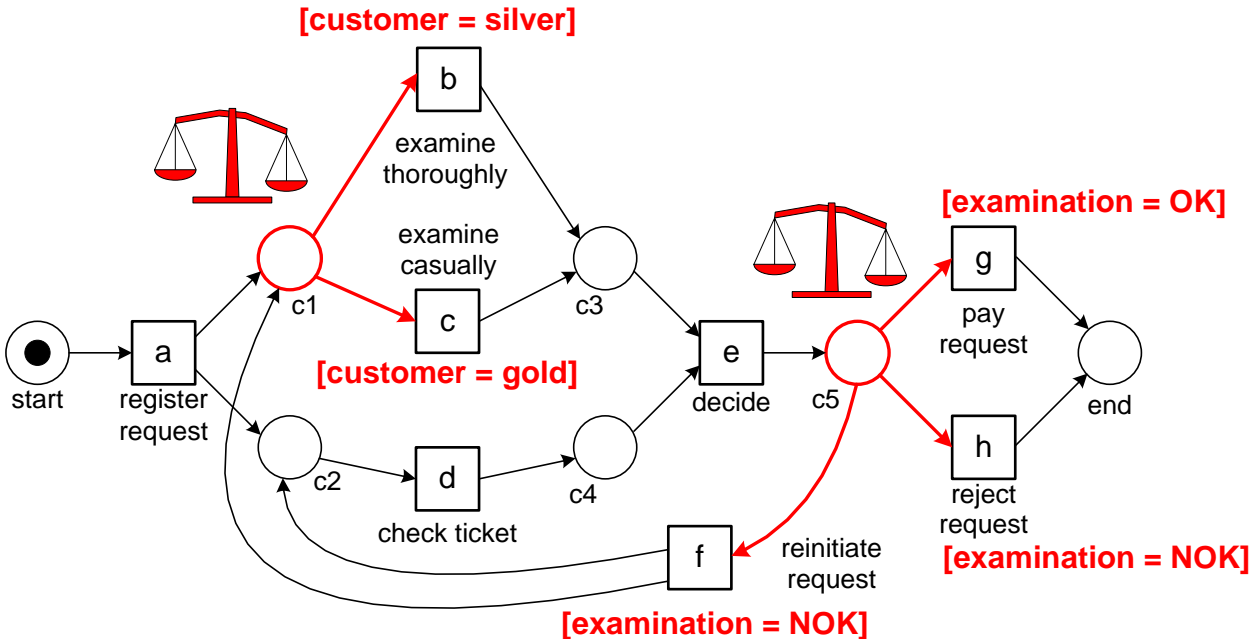 [customer = silver]
b
examine
thoroughly
examine
casually
c1
c
c3
[customer = gold]
start
a
register
request
c2
d
check ticket
c4
e
decide
c5
[examination = OK]
g
pay
request
end
h
reject
request
[examination = NOK]
f
reinitiate
request
[examination = NOK]